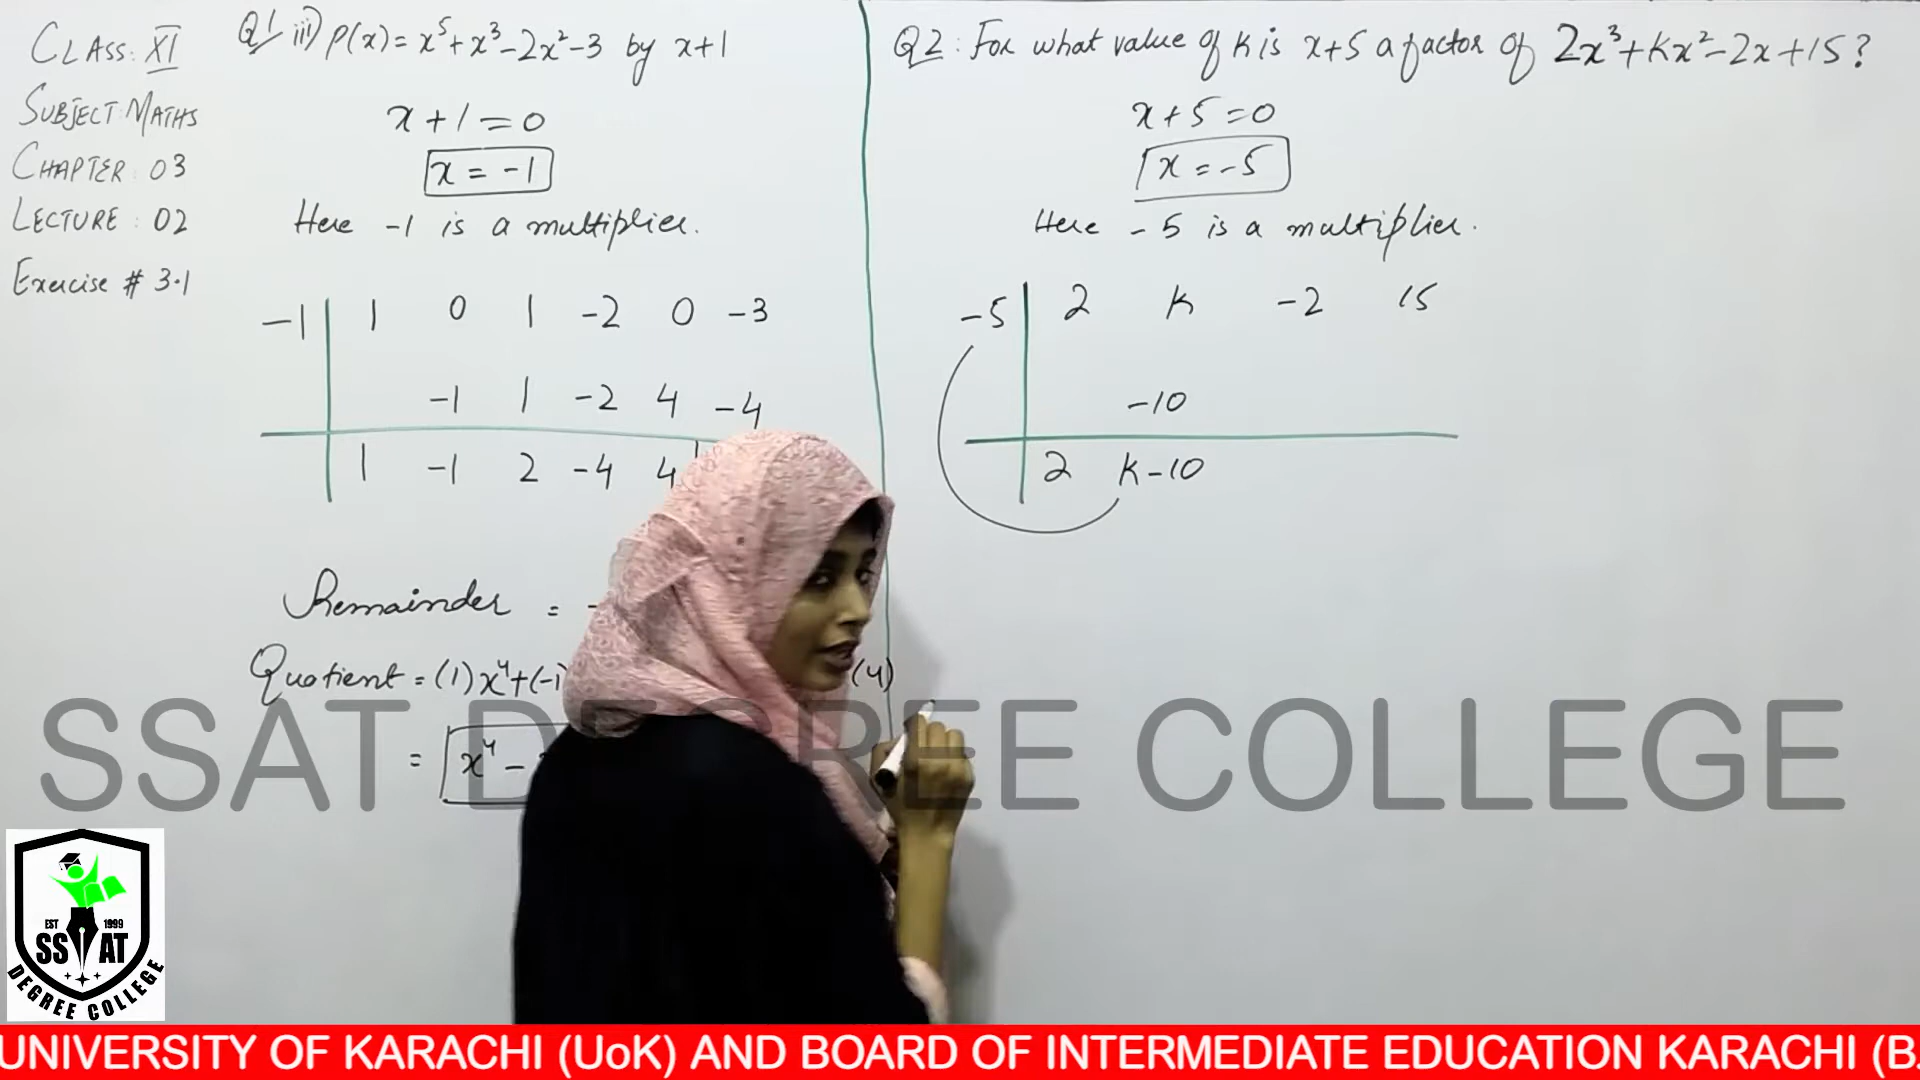 CLASS: XI
SUBJECT: MATHS
CHAPTER: 03
LECTURE: 02
Exercise # 3.1
Q1 iii) P(x) = x⁵ + x³ - 2x² - 3 by x+1
x + 1 = 0
x = -1
Here -1 is a multiplier.
-1 1 0 1 -2 0 -3
-1 1 -2 4 -4
1 -1 2 -4 4
Remainder = -
Quotient = (1)x⁴ + (-1) (4)
= x⁴ -
Q2: For what value of K is x+5 a factor of 2x³ + Kx² - 2x + 15?
x + 5 = 0
x = -5
Here -5 is a multiplier.
-5 2 K -2 15
-10
2 K-10
SSAT DEGREE COLLEGE
EST 1999
SSAT
DEGREE COLLEGE
UNIVERSITY OF KARACHI (UoK) AND BOARD OF INTERMEDIATE EDUCATION KARACHI (B.